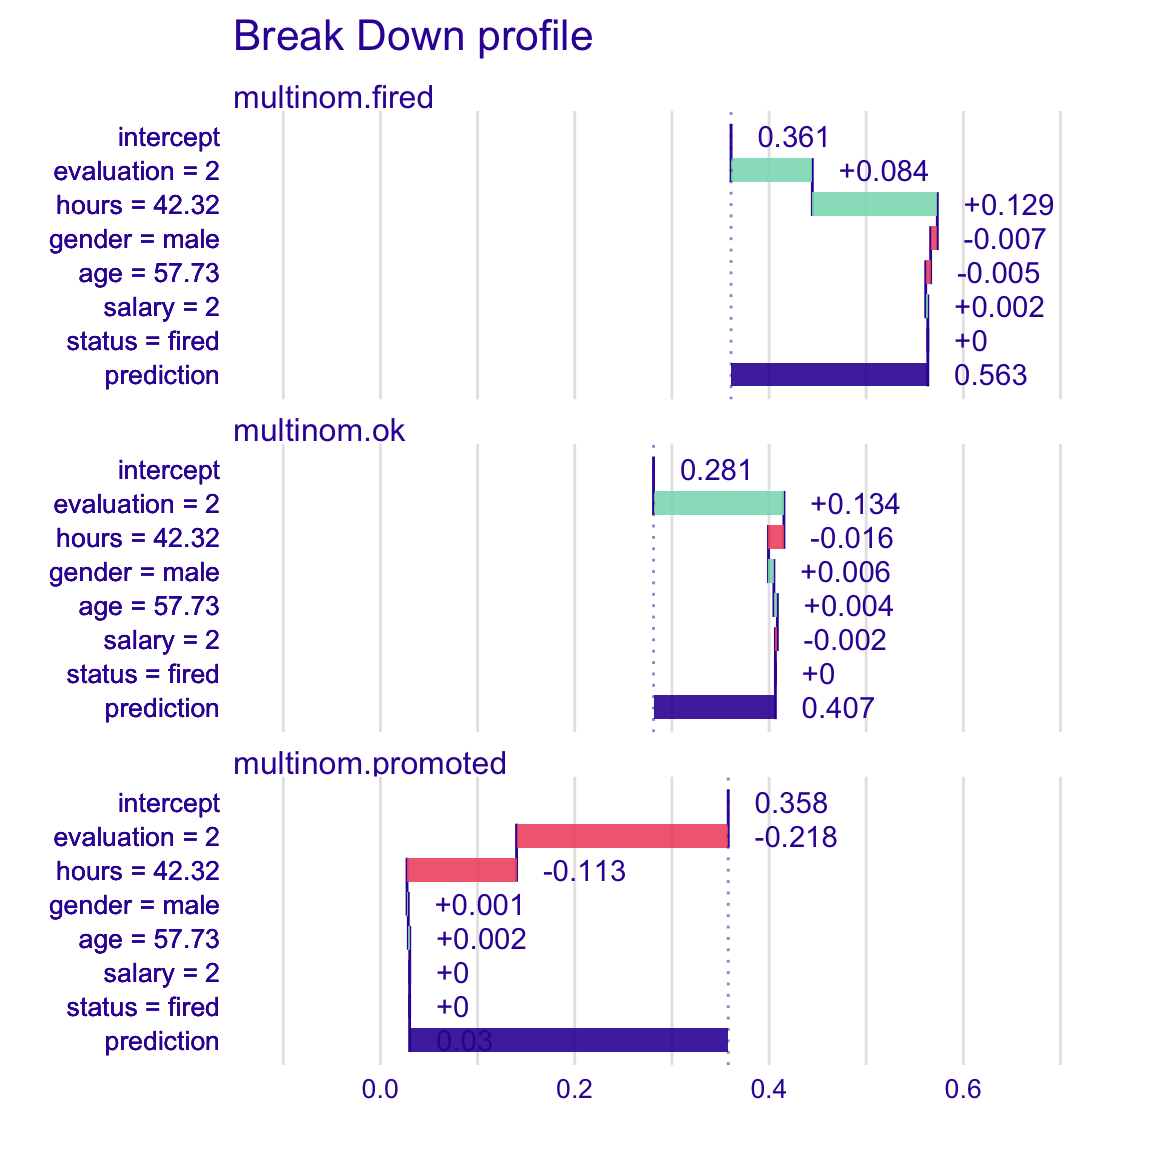 Break Down profile
multinom.fired
intercept 0.361
evaluation = 2 +0.084
hours = 42.32 +0.129
gender = male -0.007
age = 57.73 -0.005
salary = 2 +0.002
status = fired +0
prediction 0.563
multinom.ok
intercept 0.281
evaluation = 2 +0.134
hours = 42.32 -0.016
gender = male +0.006
age = 57.73 +0.004
salary = 2 -0.002
status = fired +0
prediction 0.407
multinom.promoted
intercept 0.358
evaluation = 2 -0.218
hours = 42.32 -0.113
gender = male +0.001
age = 57.73 +0.002
salary = 2 +0
status = fired +0
prediction 0.03
0.0 0.2 0.4 0.6